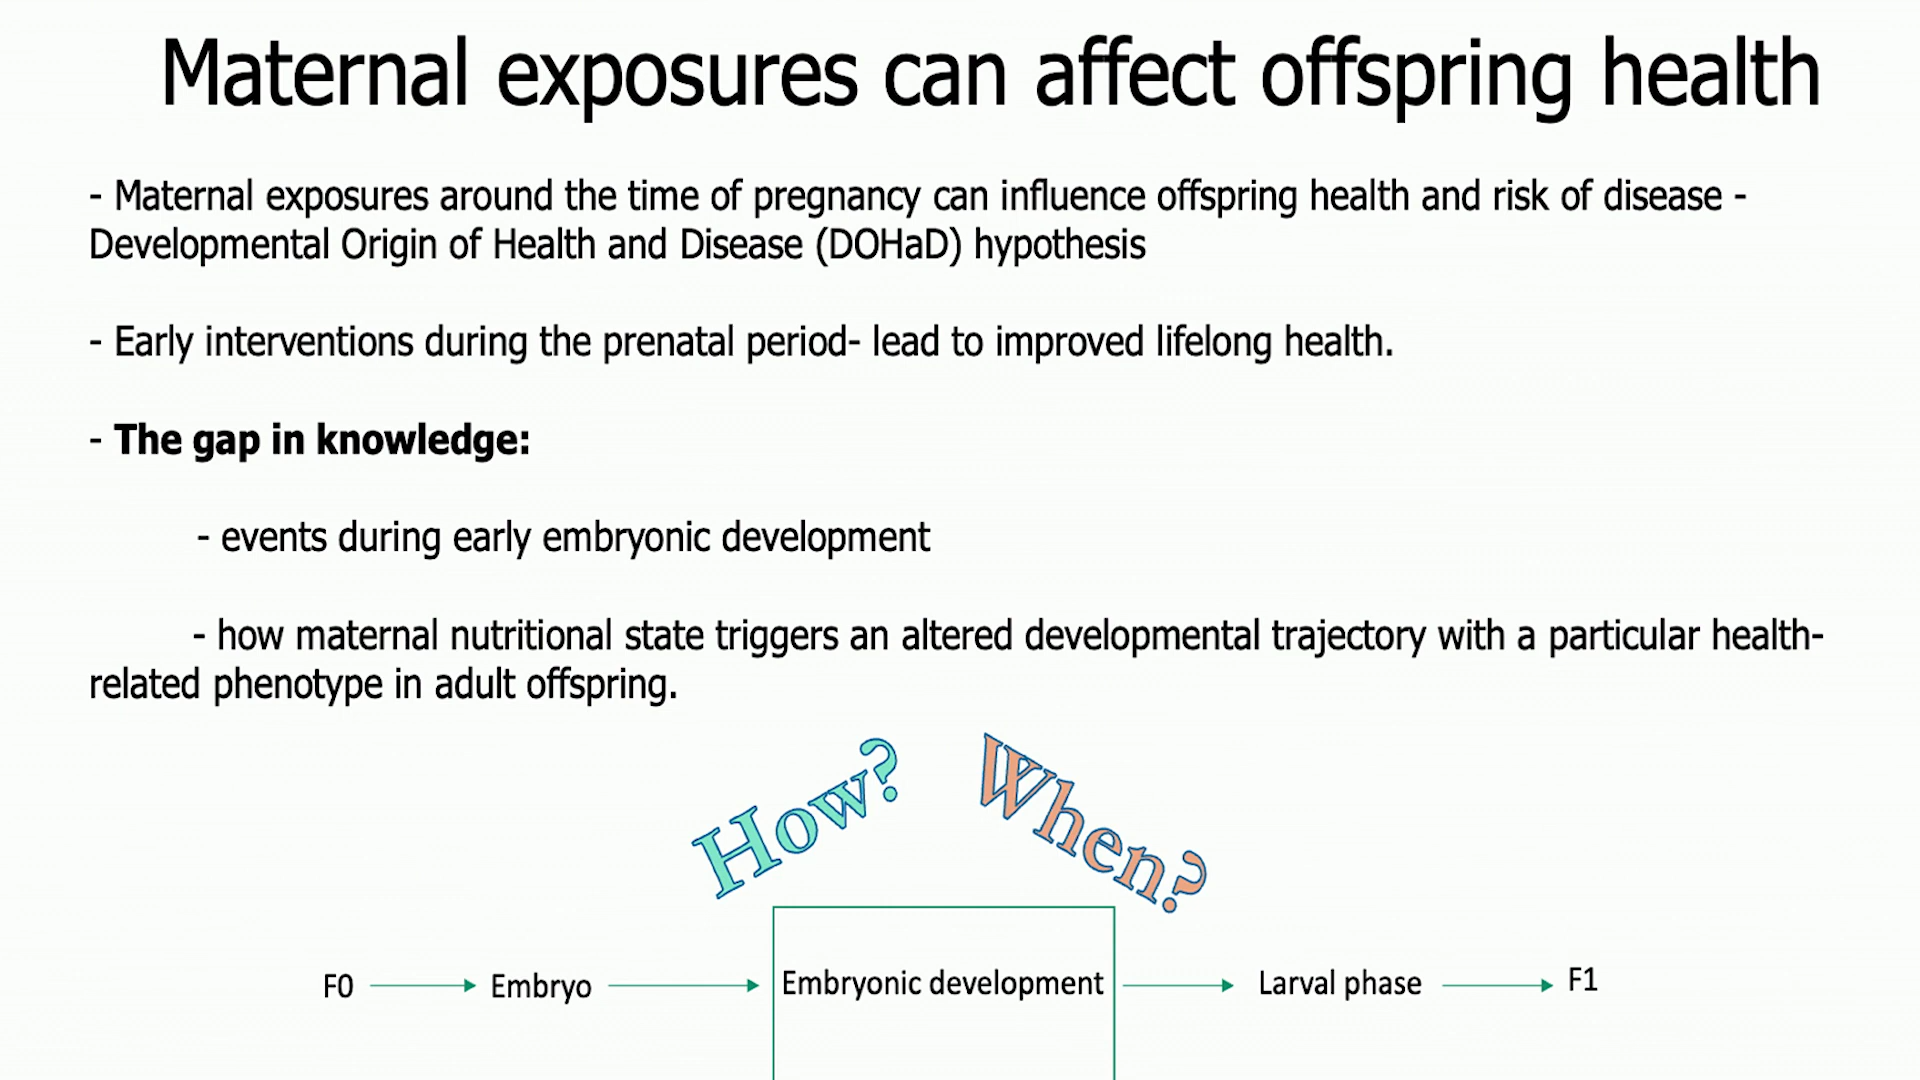 Maternal exposures can affect offspring health
- Maternal exposures around the time of pregnancy can influence offspring health and risk of disease -
Developmental Origin of Health and Disease (DOHaD) hypothesis
- Early interventions during the prenatal period- lead to improved lifelong health.
- The gap in knowledge:
- events during early embryonic development
- how maternal nutritional state triggers an altered developmental trajectory with a particular health-
related phenotype in adult offspring.
How? When?
F0 Embryo Embryonic development Larval phase F1